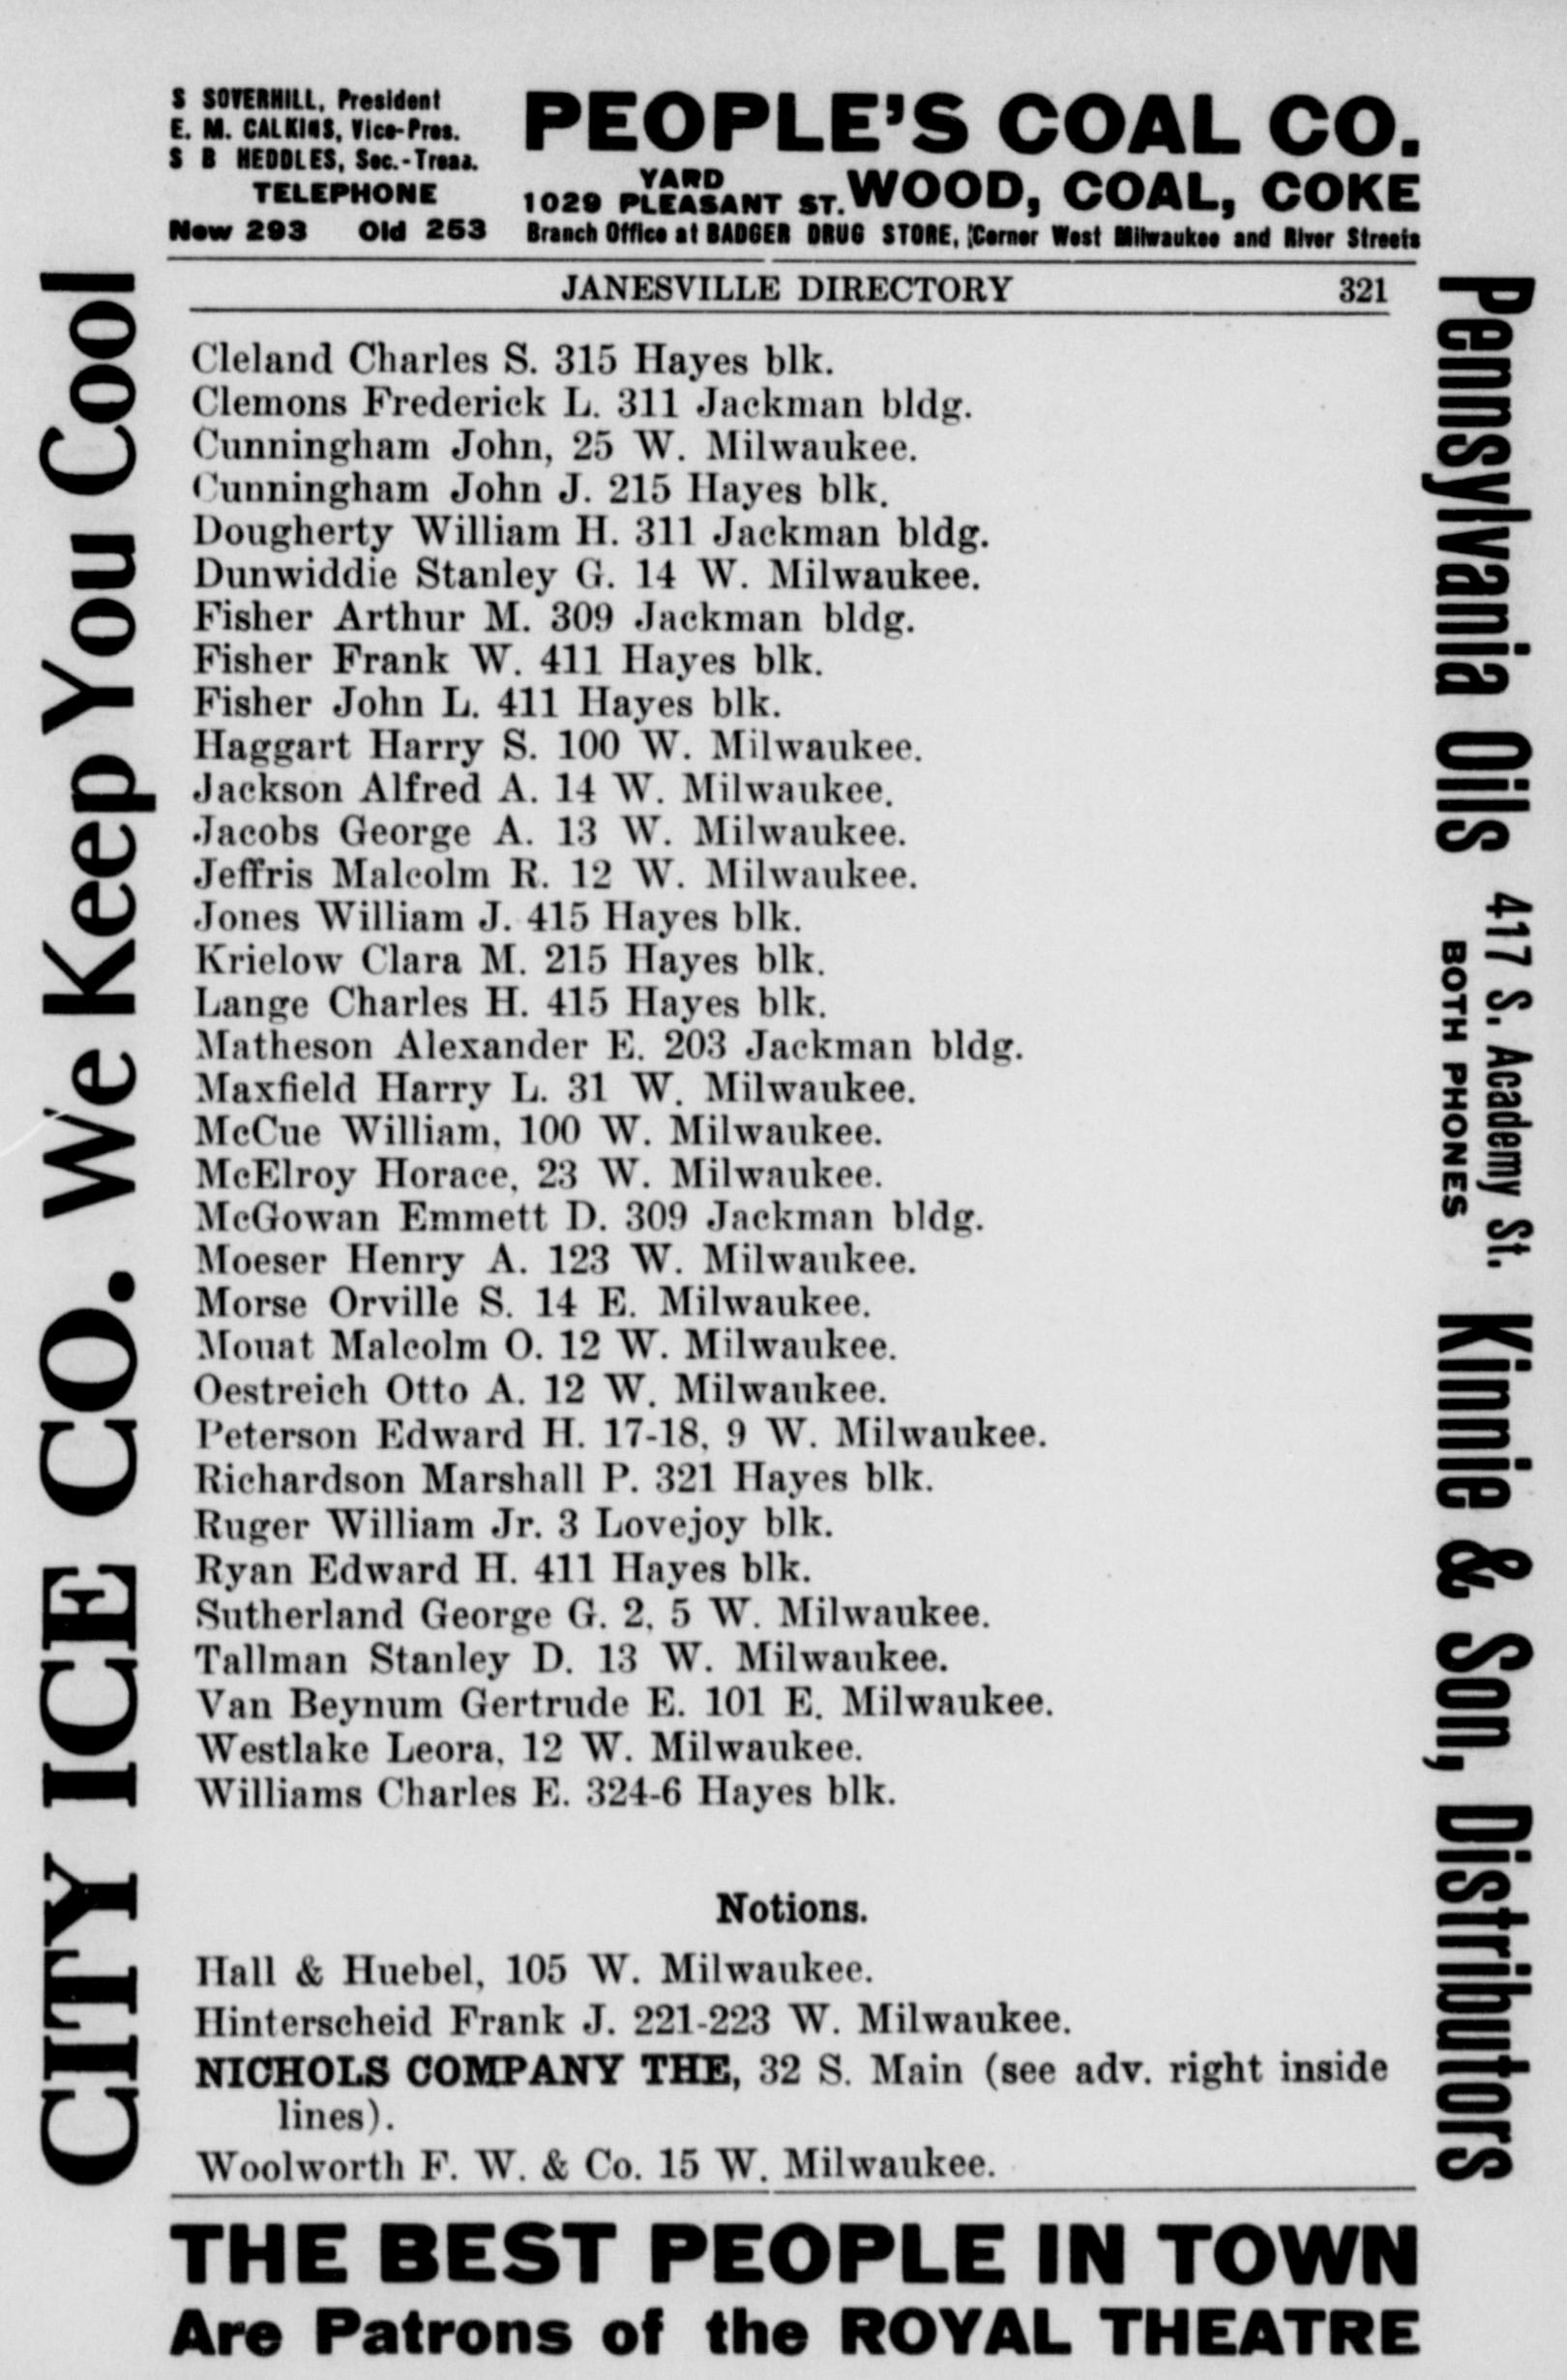 S SOVERHILL, President
E. M. CALKINS, Vice-Pres.
S B HEDDLES, Sec.-Treas.
TELEPHONE
New 293 Old 253
PEOPLE'S COAL CO.
YARD
1029 PLEASANT ST. WOOD, COAL, COKE
Branch Office at BADGER DRUG STORE, Corner West Milwaukee and River Streets
JANESVILLE DIRECTORY 321
Cleland Charles S. 315 Hayes blk.
Clemons Frederick L. 311 Jackman bldg.
Cunningham John, 25 W. Milwaukee.
Cunningham John J. 215 Hayes blk.
Dougherty William H. 311 Jackman bldg.
Dunwiddie Stanley G. 14 W. Milwaukee.
Fisher Arthur M. 309 Jackman bldg.
Fisher Frank W. 411 Hayes blk.
Fisher John L. 411 Hayes blk.
Haggart Harry S. 100 W. Milwaukee.
Jackson Alfred A. 14 W. Milwaukee.
Jacobs George A. 13 W. Milwaukee.
Jeffris Malcolm R. 12 W. Milwaukee.
Jones William J. 415 Hayes blk.
Krielow Clara M. 215 Hayes blk.
Lange Charles H. 415 Hayes blk.
Matheson Alexander E. 203 Jackman bldg.
Maxfield Harry L. 31 W. Milwaukee.
McCue William, 100 W. Milwaukee.
McElroy Horace, 23 W. Milwaukee.
McGowan Emmett D. 309 Jackman bldg.
Moeser Henry A. 123 W. Milwaukee.
Morse Orville S. 14 E. Milwaukee.
Mouat Malcolm O. 12 W. Milwaukee.
Oestreich Otto A. 12 W. Milwaukee.
Peterson Edward H. 17-18, 9 W. Milwaukee.
Richardson Marshall P. 321 Hayes blk.
Ruger William Jr. 3 Lovejoy blk.
Ryan Edward H. 411 Hayes blk.
Sutherland George G. 2, 5 W. Milwaukee.
Tallman Stanley D. 13 W. Milwaukee.
Van Beynum Gertrude E. 101 E. Milwaukee.
Westlake Leora, 12 W. Milwaukee.
Williams Charles E. 324-6 Hayes blk.
Notions.
Hall & Huebel, 105 W. Milwaukee.
Hinterscheid Frank J. 221-223 W. Milwaukee.
NICHOLS COMPANY THE, 32 S. Main (see adv. right inside
lines).
Woolworth F. W. & Co. 15 W. Milwaukee.
THE BEST PEOPLE IN TOWN
Are Patrons of the ROYAL THEATRE
CITY ICE CO. We Keep You Cool
Pennsylvania Oils 417 S. Academy St. Kinnie & Son, Distributors
BOTH PHONES